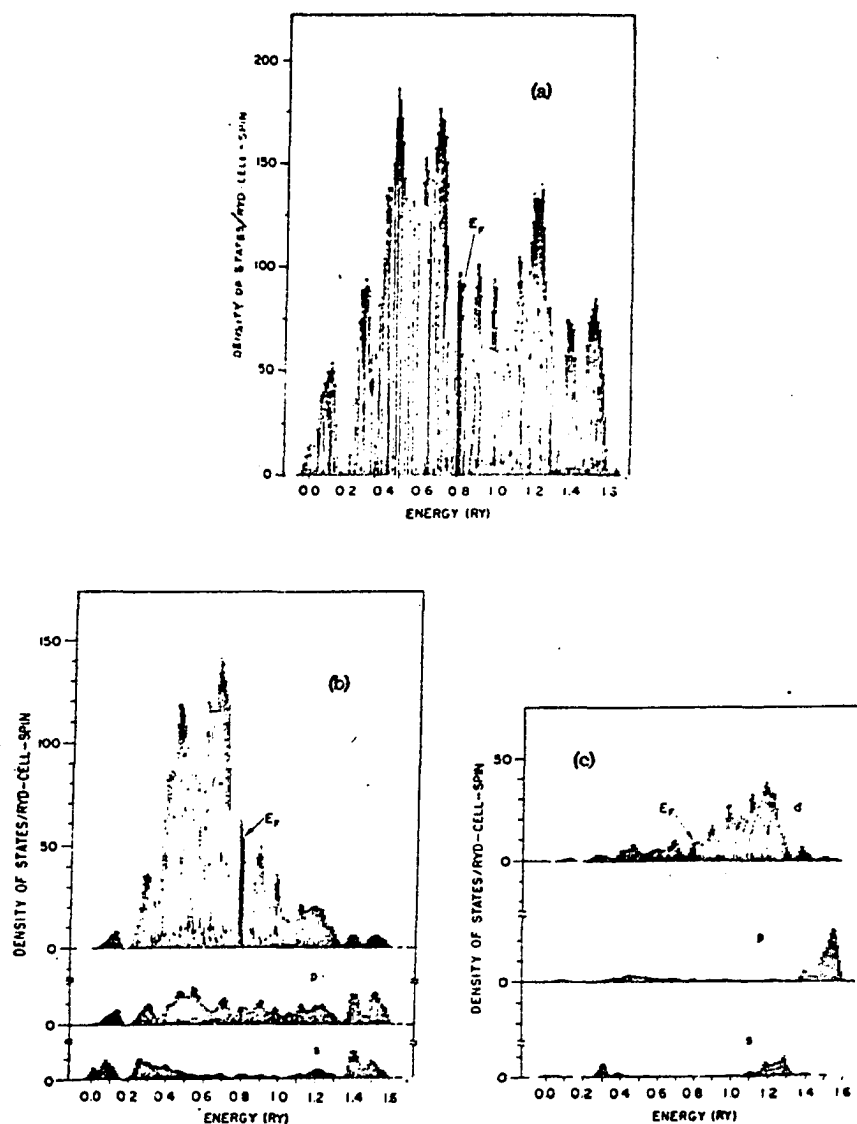 (a)
200
150
100
50
0
E_F
DENSITY OF STATES/RYD-CELL-SPIN
0.0 0.2 0.4 0.6 0.8 1.0 1.2 1.4 1.6
ENERGY (RY)
(b)
150
100
50
0
E_F
p
0
s
0
DENSITY OF STATES/RYD-CELL-SPIN
0.0 0.2 0.4 0.6 0.8 1.0 1.2 1.4 1.6
ENERGY (RY)
(c)
50
E_F
d
0
p
0
s
0
DENSITY OF STATES/RYD-CELL-SPIN
0.0 0.2 0.4 0.6 0.8 1.0 1.2 1.4 1.6
ENERGY (RY)